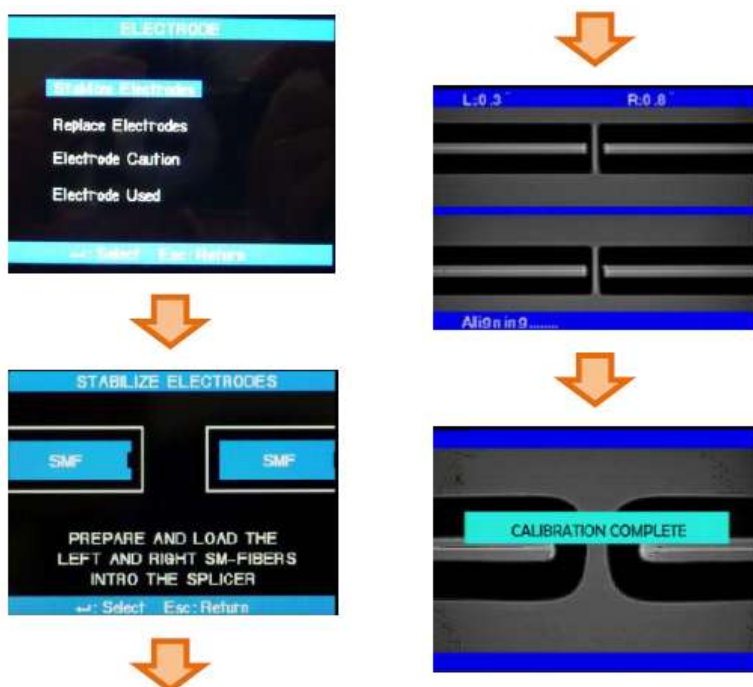 ELECTRODE
Stabilize Electrodes
Replace Electrodes
Electrode Caution
Electrode Used
↵: Select Esc: Return
STABILIZE ELECTRODES
SMF SMF
PREPARE AND LOAD THE
LEFT AND RIGHT SM-FIBERS
INTRO THE SPLICER
↵: Select Esc: Return
L:0.3° R:0.8°
Aligning........
CALIBRATION COMPLETE